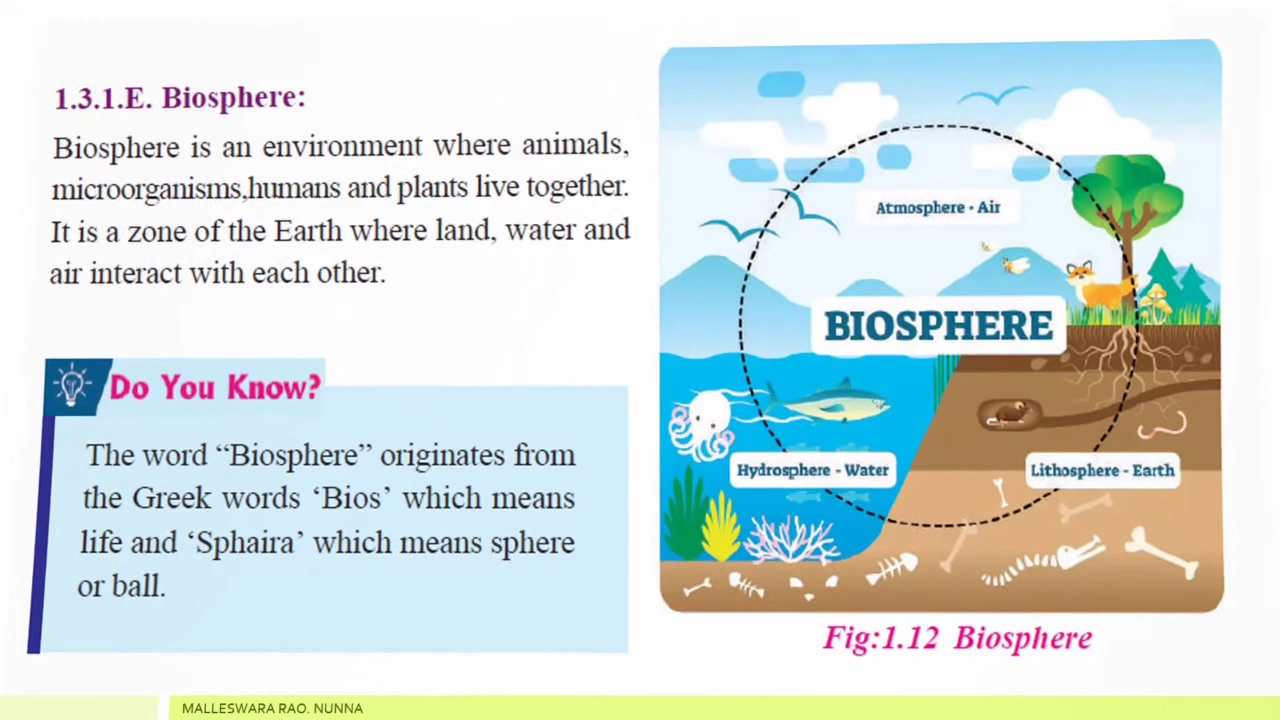 1.3.1.E. Biosphere:
Biosphere is an environment where animals,
microorganisms,humans and plants live together.
It is a zone of the Earth where land, water and
air interact with each other.
Do You Know?
The word “Biosphere” originates from
the Greek words ‘Bios’ which means
life and ‘Sphaira’ which means sphere
or ball.
Atmosphere - Air
BIOSPHERE
Hydrosphere - Water
Lithosphere - Earth
Fig:1.12 Biosphere
MALLESWARA RAO. NUNNA